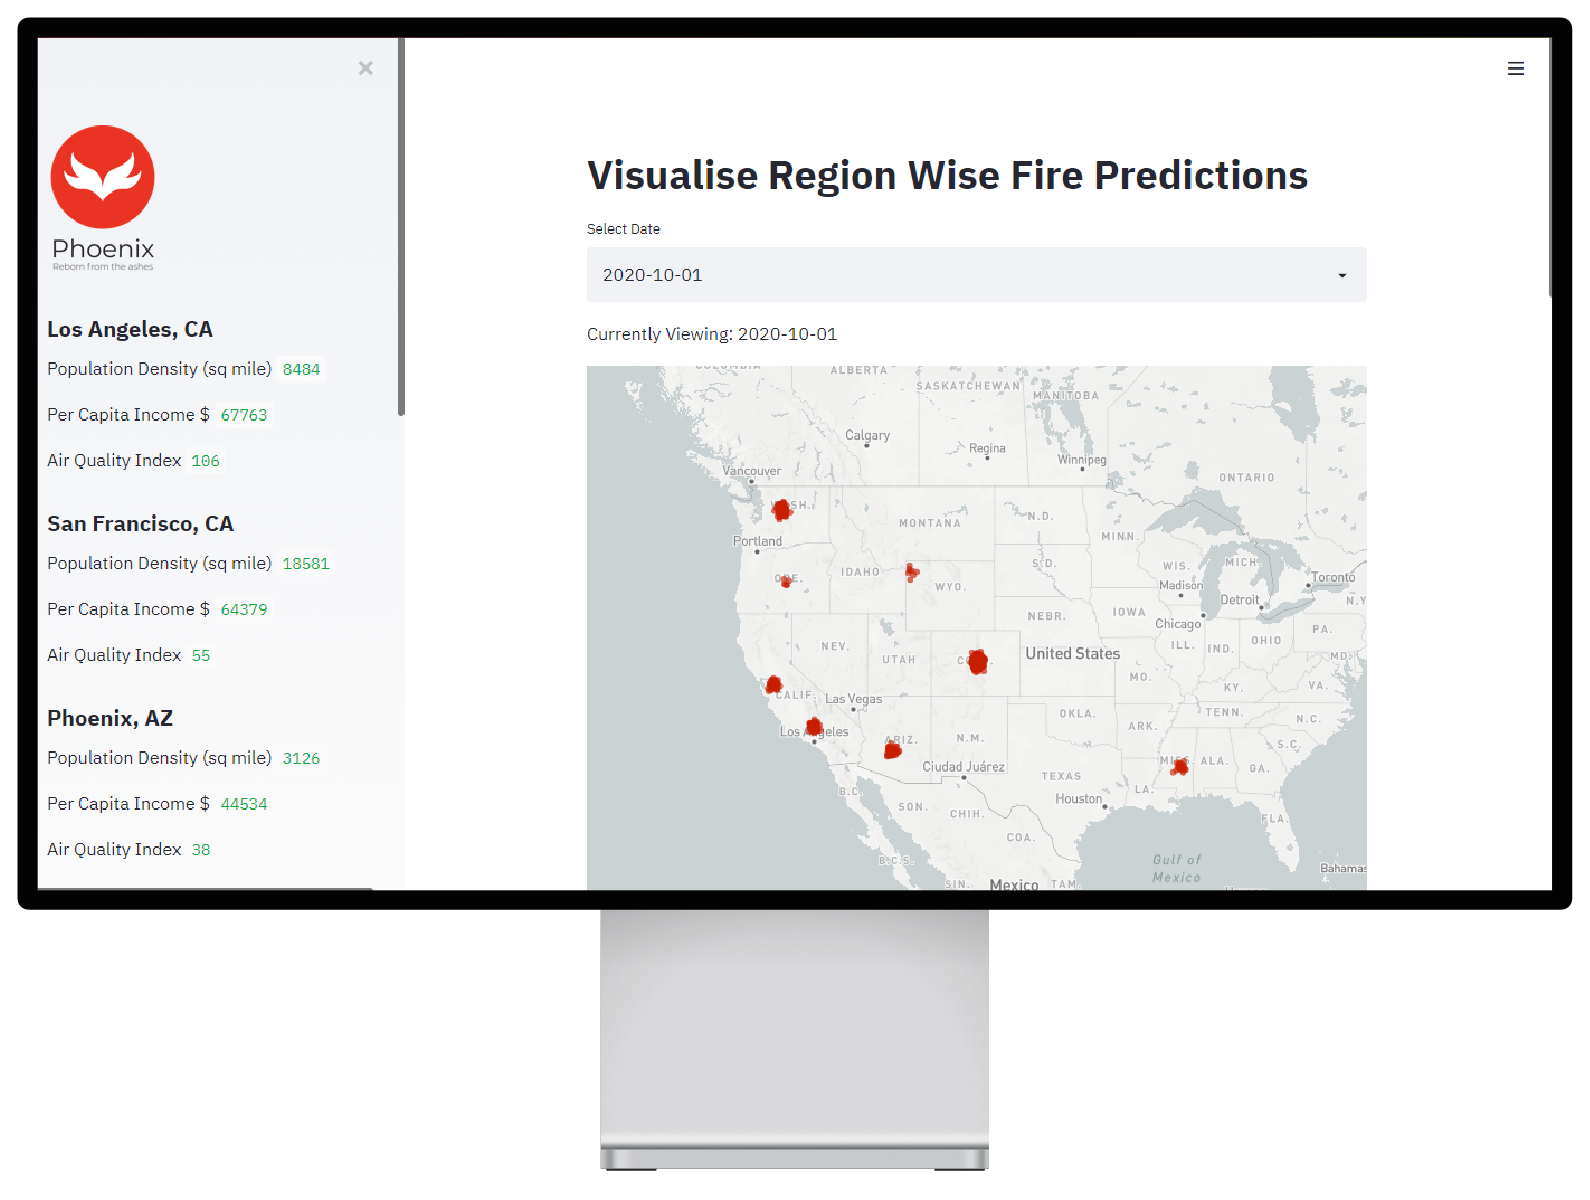 ×
Phoenix
Reborn from the ashes
Los Angeles, CA
Population Density (sq mile) 8484
Per Capita Income $ 67763
Air Quality Index 106
San Francisco, CA
Population Density (sq mile) 18581
Per Capita Income $ 64379
Air Quality Index 55
Phoenix, AZ
Population Density (sq mile) 3126
Per Capita Income $ 44534
Air Quality Index 38
Visualise Region Wise Fire Predictions
Select Date
2020-10-01
Currently Viewing: 2020-10-01
COLUMBIA
ALBERTA
SASKATCHEWAN
MANITOBA
Calgary
Regina
Winnipeg
Vancouver
ONTARIO
WASH.
MONTANA
N.D.
MINN.
Portland
ORE.
IDAHO
WYO.
S.D.
WIS.
MICH.
Madison
Toronto
Detroit
N.Y.
NEBR.
IOWA
Chicago
PA.
NEV.
UTAH
COLO.
United States
ILL.
IND.
OHIO
MD.
MO.
KY.
VA.
CALIF.
Las Vegas
OKLA.
TENN.
N.C.
ARK.
Los Angeles
ARIZ.
N.M.
S.C.
Ciudad Juárez
TEXAS
MISS.
ALA.
GA.
LA.
B.C.
SON.
CHIH.
Houston
FLA.
COA.
B.C.S.
Gulf of
Mexico
Bahamas
SIN.
Mexico
TAM.